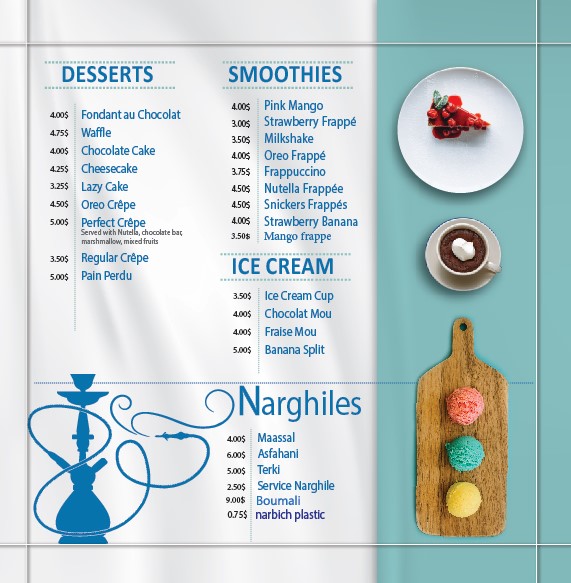 DESSERTS
4.00$ Fondant au Chocolat
4.75$ Waffle
4.00$ Chocolate Cake
4.25$ Cheesecake
3.25$ Lazy Cake
4.50$ Oreo Crêpe
5.00$ Perfect Crêpe
Served with Nutella, chocolate bar,
marshmallow, mixed fruits
3.50$ Regular Crêpe
5.00$ Pain Perdu
SMOOTHIES
4.00$ Pink Mango
3.00$ Strawberry Frappé
3.50$ Milkshake
4.00$ Oreo Frappé
3.75$ Frappuccino
4.50$ Nutella Frappée
4.50$ Snickers Frappés
4.00$ Strawberry Banana
3.50$ Mango frappe
ICE CREAM
3.50$ Ice Cream Cup
4.00$ Chocolat Mou
4.00$ Fraise Mou
5.00$ Banana Split
Narghiles
4.00$ Maassal
6.00$ Asfahani
5.00$ Terki
2.50$ Service Narghile
9.00$ Boumali
0.75$ narbich plastic